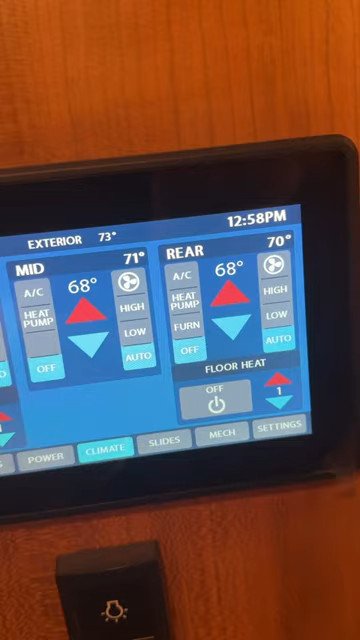 12:58PM
EXTERIOR 73°
MID 71°
A/C
HEAT PUMP
OFF
68°
HIGH
LOW
AUTO
REAR 70°
A/C
HEAT PUMP
FURN
OFF
68°
HIGH
LOW
AUTO
FLOOR HEAT
OFF
1
POWER
CLIMATE
SLIDES
MECH
SETTINGS